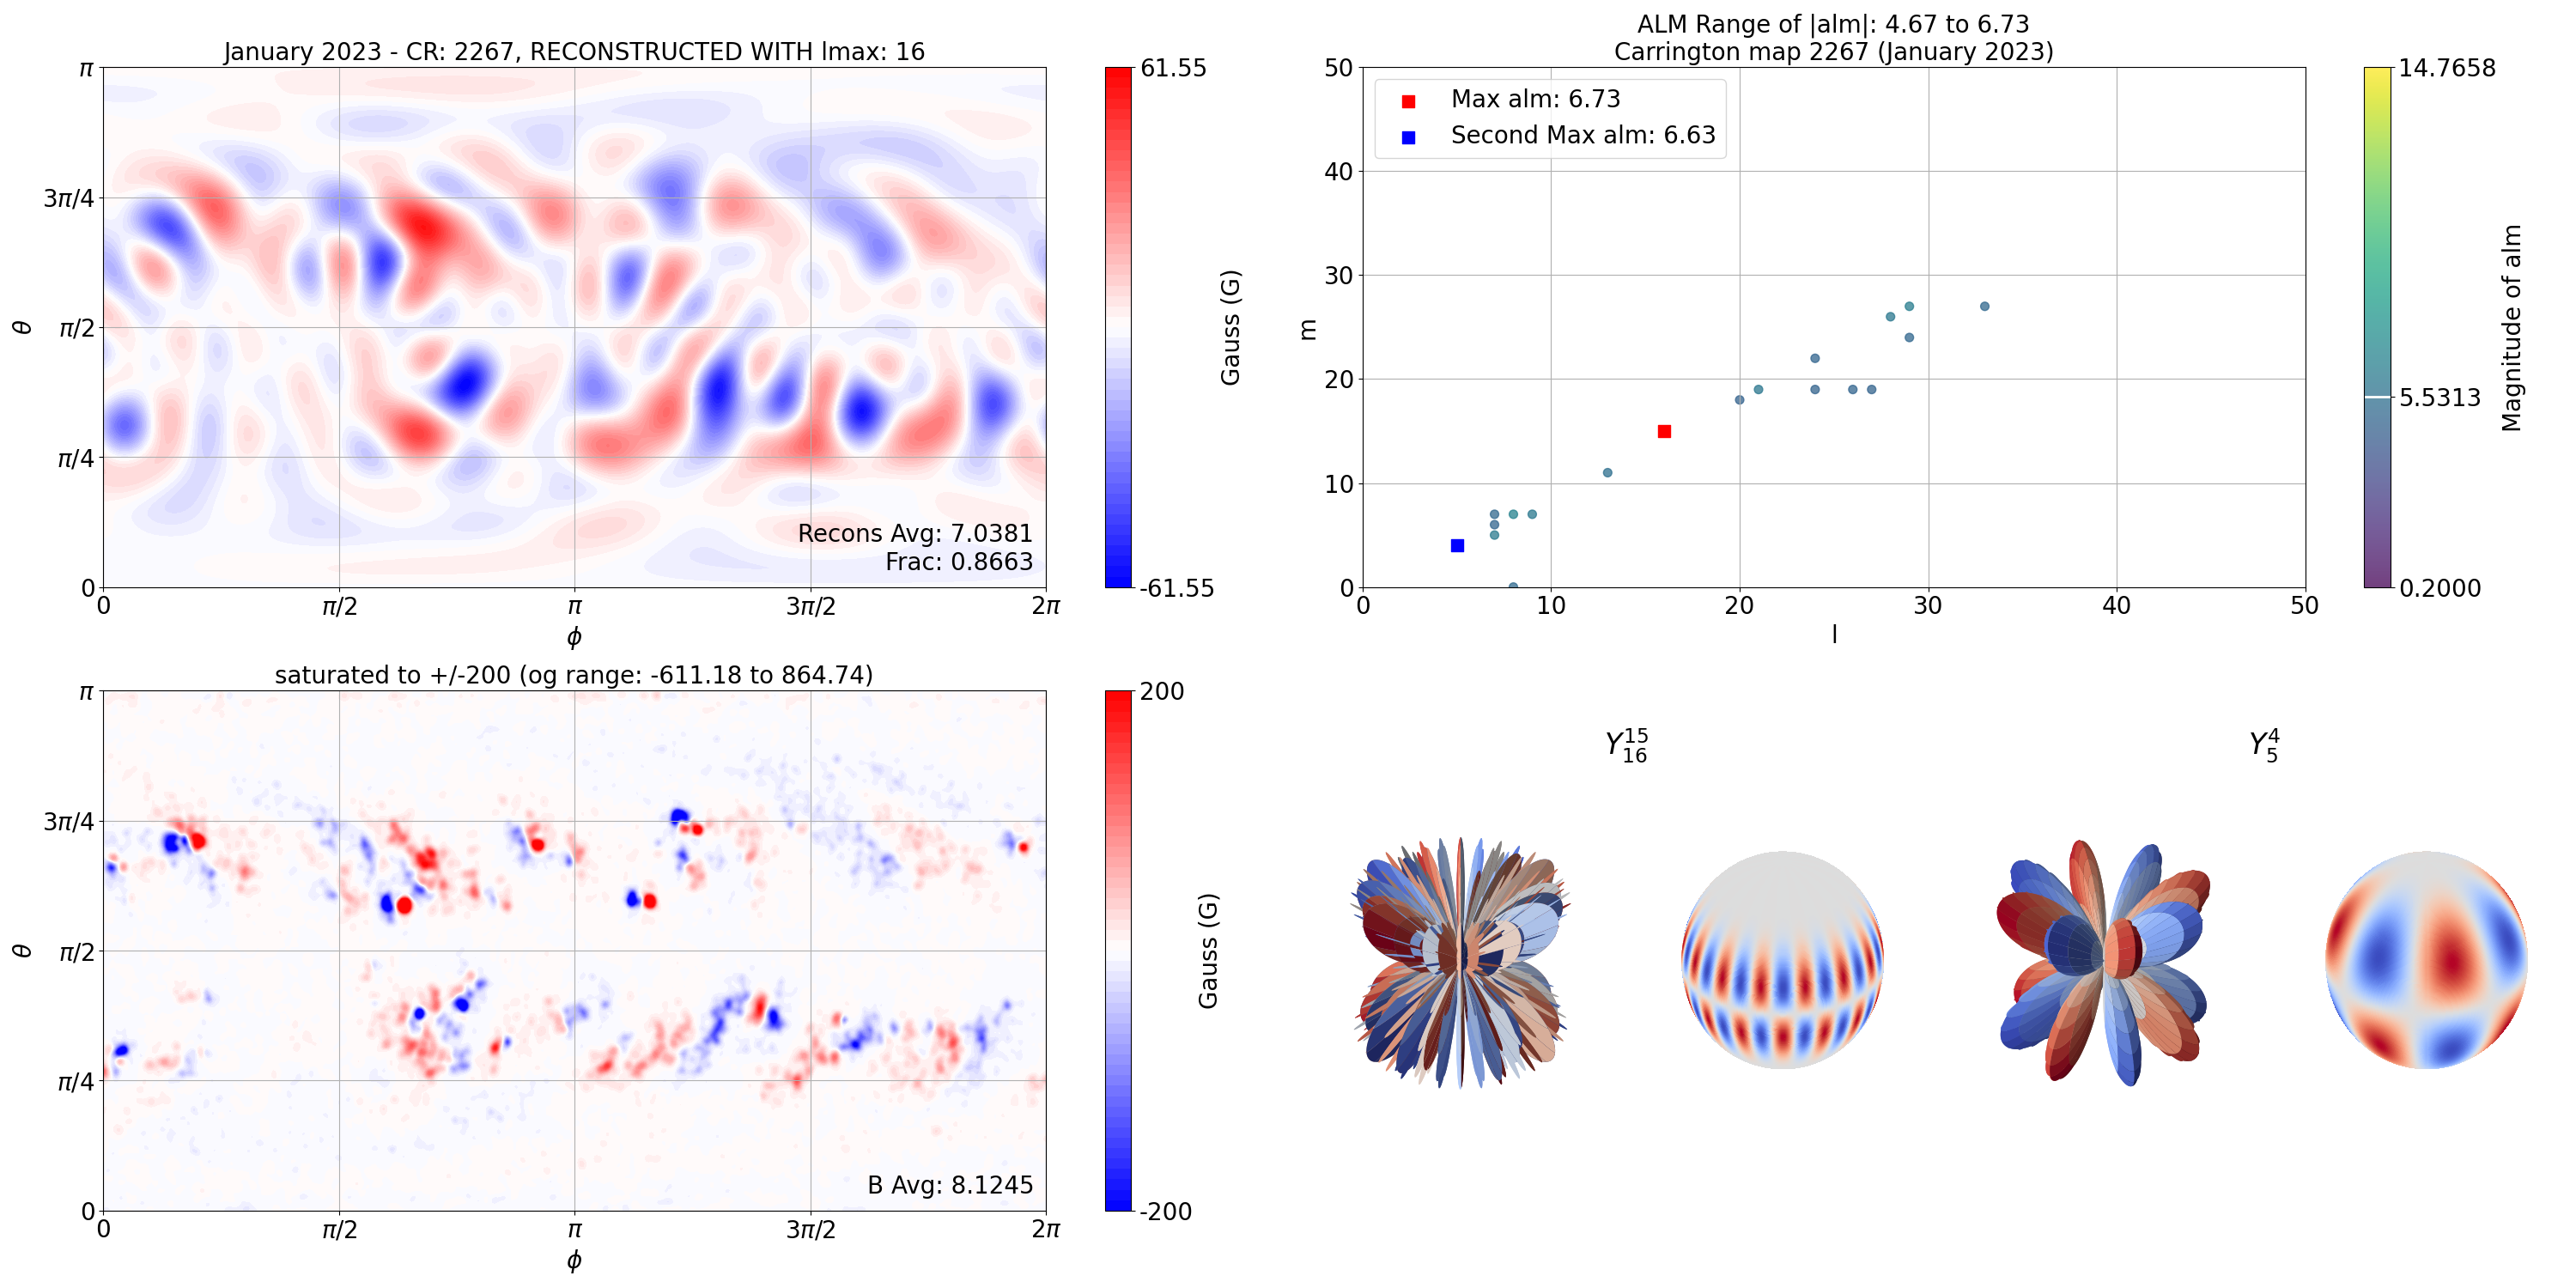 January 2023 - CR: 2267, RECONSTRUCTED WITH lmax: 16
π
3π/4
π/2
π/4
0
θ
0 π/2 π 3π/2 2π
ϕ
Recons Avg: 7.0381
Frac: 0.8663
61.55
-61.55
Gauss (G)
ALM Range of |alm|: 4.67 to 6.73
Carrington map 2267 (January 2023)
Max alm: 6.73
Second Max alm: 6.63
50
40
30
20
10
0
m
0 10 20 30 40 50
l
14.7658
5.5313
0.2000
Magnitude of alm
saturated to +/-200 (og range: -611.18 to 864.74)
π
3π/4
π/2
π/4
0
θ
0 π/2 π 3π/2 2π
ϕ
B Avg: 8.1245
200
-200
Gauss (G)
Y₁₆¹⁵
Y₅⁴